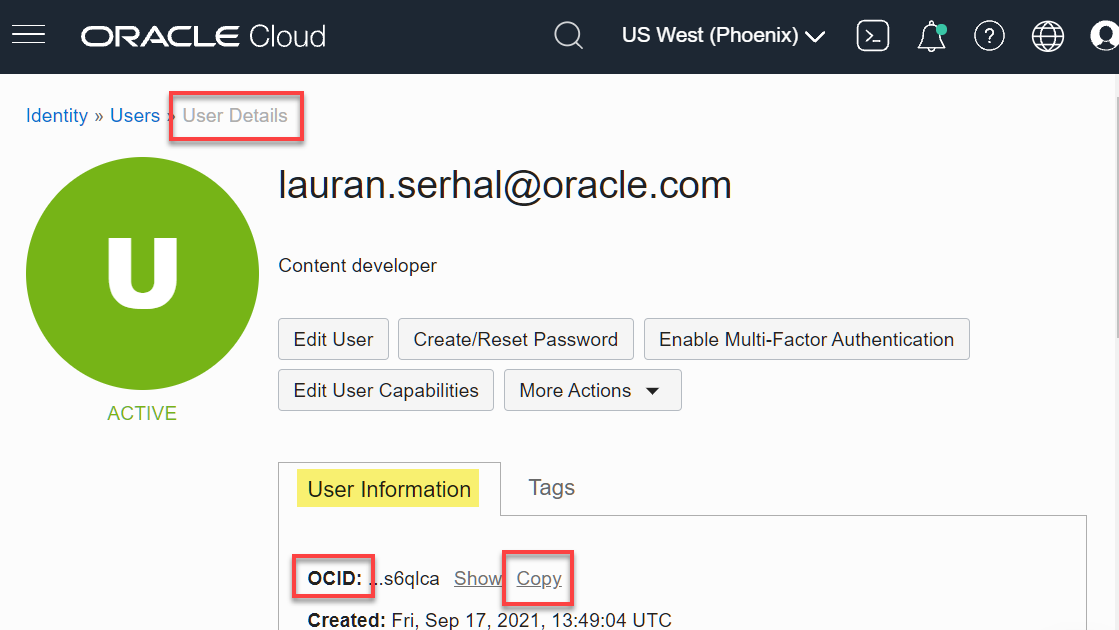 ORACLE Cloud US West (Phoenix)
Identity » Users » User Details
U
lauran.serhal@oracle.com
Content developer
Edit User Create/Reset Password Enable Multi-Factor Authentication
Edit User Capabilities More Actions
ACTIVE
User Information Tags
OCID: ...s6qlca Show Copy
Created: Fri, Sep 17, 2021, 13:49:04 UTC